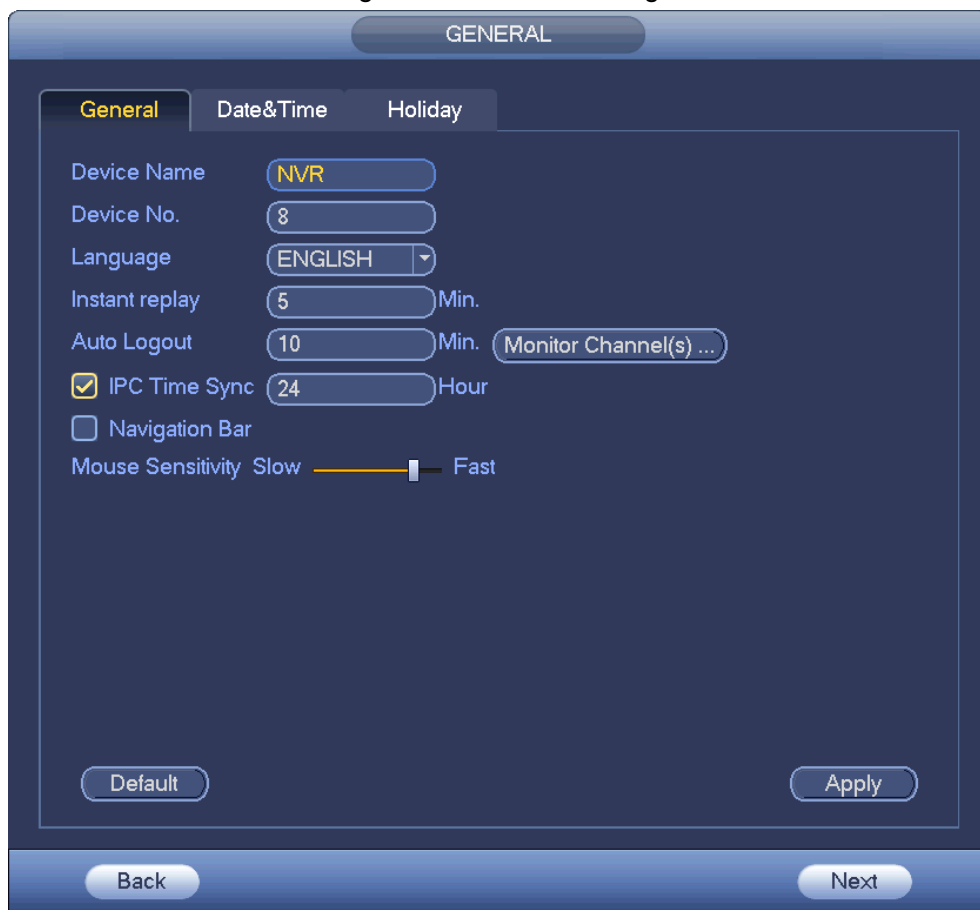 GENERAL
General Date&Time Holiday
Device Name NVR
Device No. 8
Language ENGLISH
Instant replay 5 Min.
Auto Logout 10 Min. Monitor Channel(s) ...
IPC Time Sync 24 Hour
Navigation Bar
Mouse Sensitivity Slow Fast
Default Apply
Back Next